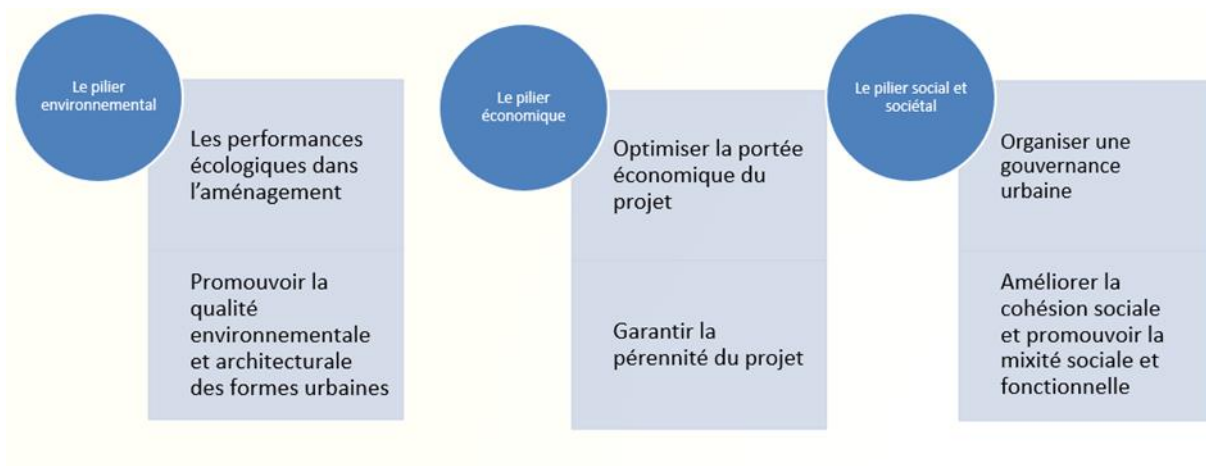 Le pilier
environnemental
Les performances
écologiques dans
l'aménagement
Promouvoir la
qualité
environnementale
et architecturale
des formes urbaines
Le pilier
économique
Optimiser la portée
économique du
projet
Garantir la
pérennité du projet
Le pilier social et
sociétal
Organiser une
gouvernance
urbaine
Améliorer la
cohésion sociale
et promouvoir la
mixité sociale et
fonctionnelle